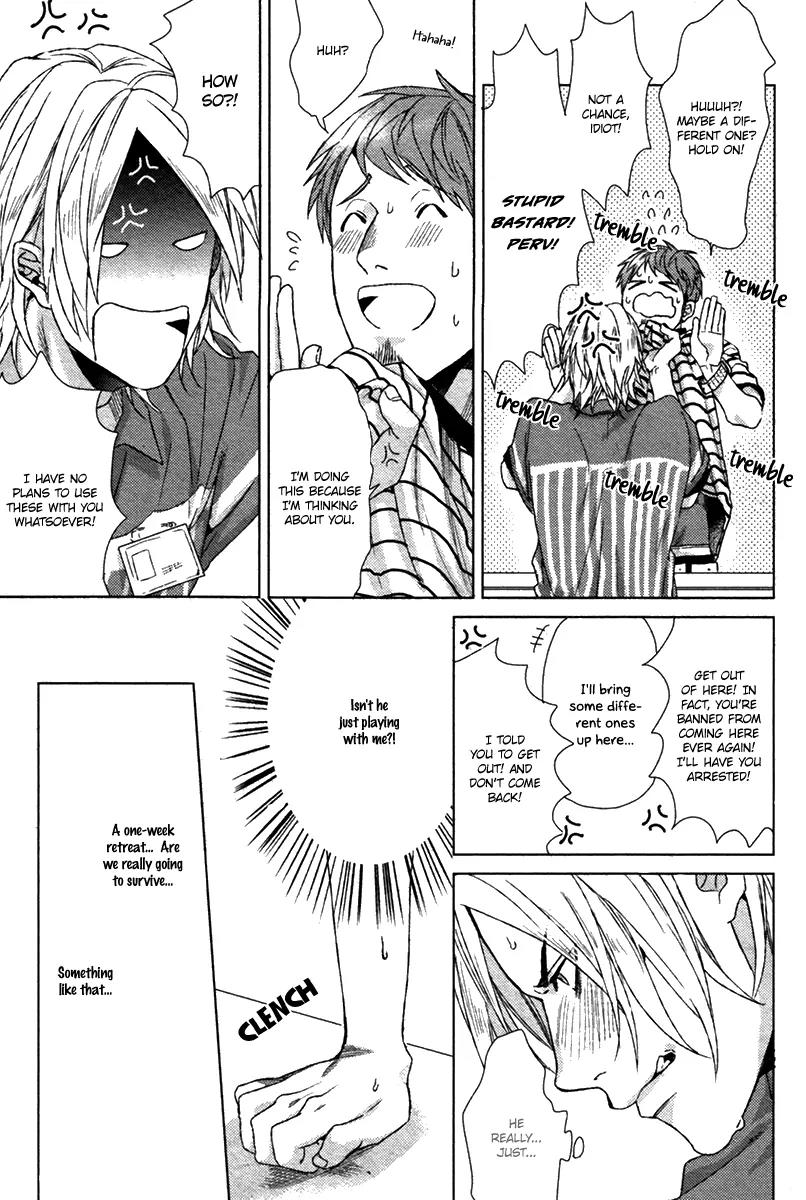 HUUUH?!
MAYBE A DIF-
FERENT ONE?
HOLD ON!
NOT A
CHANCE,
IDIOT!
STUPID
BASTARD!
PERV!
tremble
tremble
tremble
tremble
tremble
Hahaha!
HUH?
I'M DOING
THIS BECAUSE
I'M THINKING
ABOUT YOU.
HOW
SO?!
I HAVE NO
PLANS TO USE
THESE WITH YOU
WHATSOEVER!
GET OUT
OF HERE! IN
FACT, YOU'RE
BANNED FROM
COMING HERE
EVER AGAIN!
I'LL HAVE YOU
ARRESTED!
I'll bring
some diffe-
rent ones
up here...
I TOLD
YOU TO GET
OUT! AND
DON'T COME
BACK!
HE
REALLY...
JUST...
Isn't he
just playing
with me?!
CLENCH
A one-week
retreat... Are
we really going
to survive...
Something
like that...